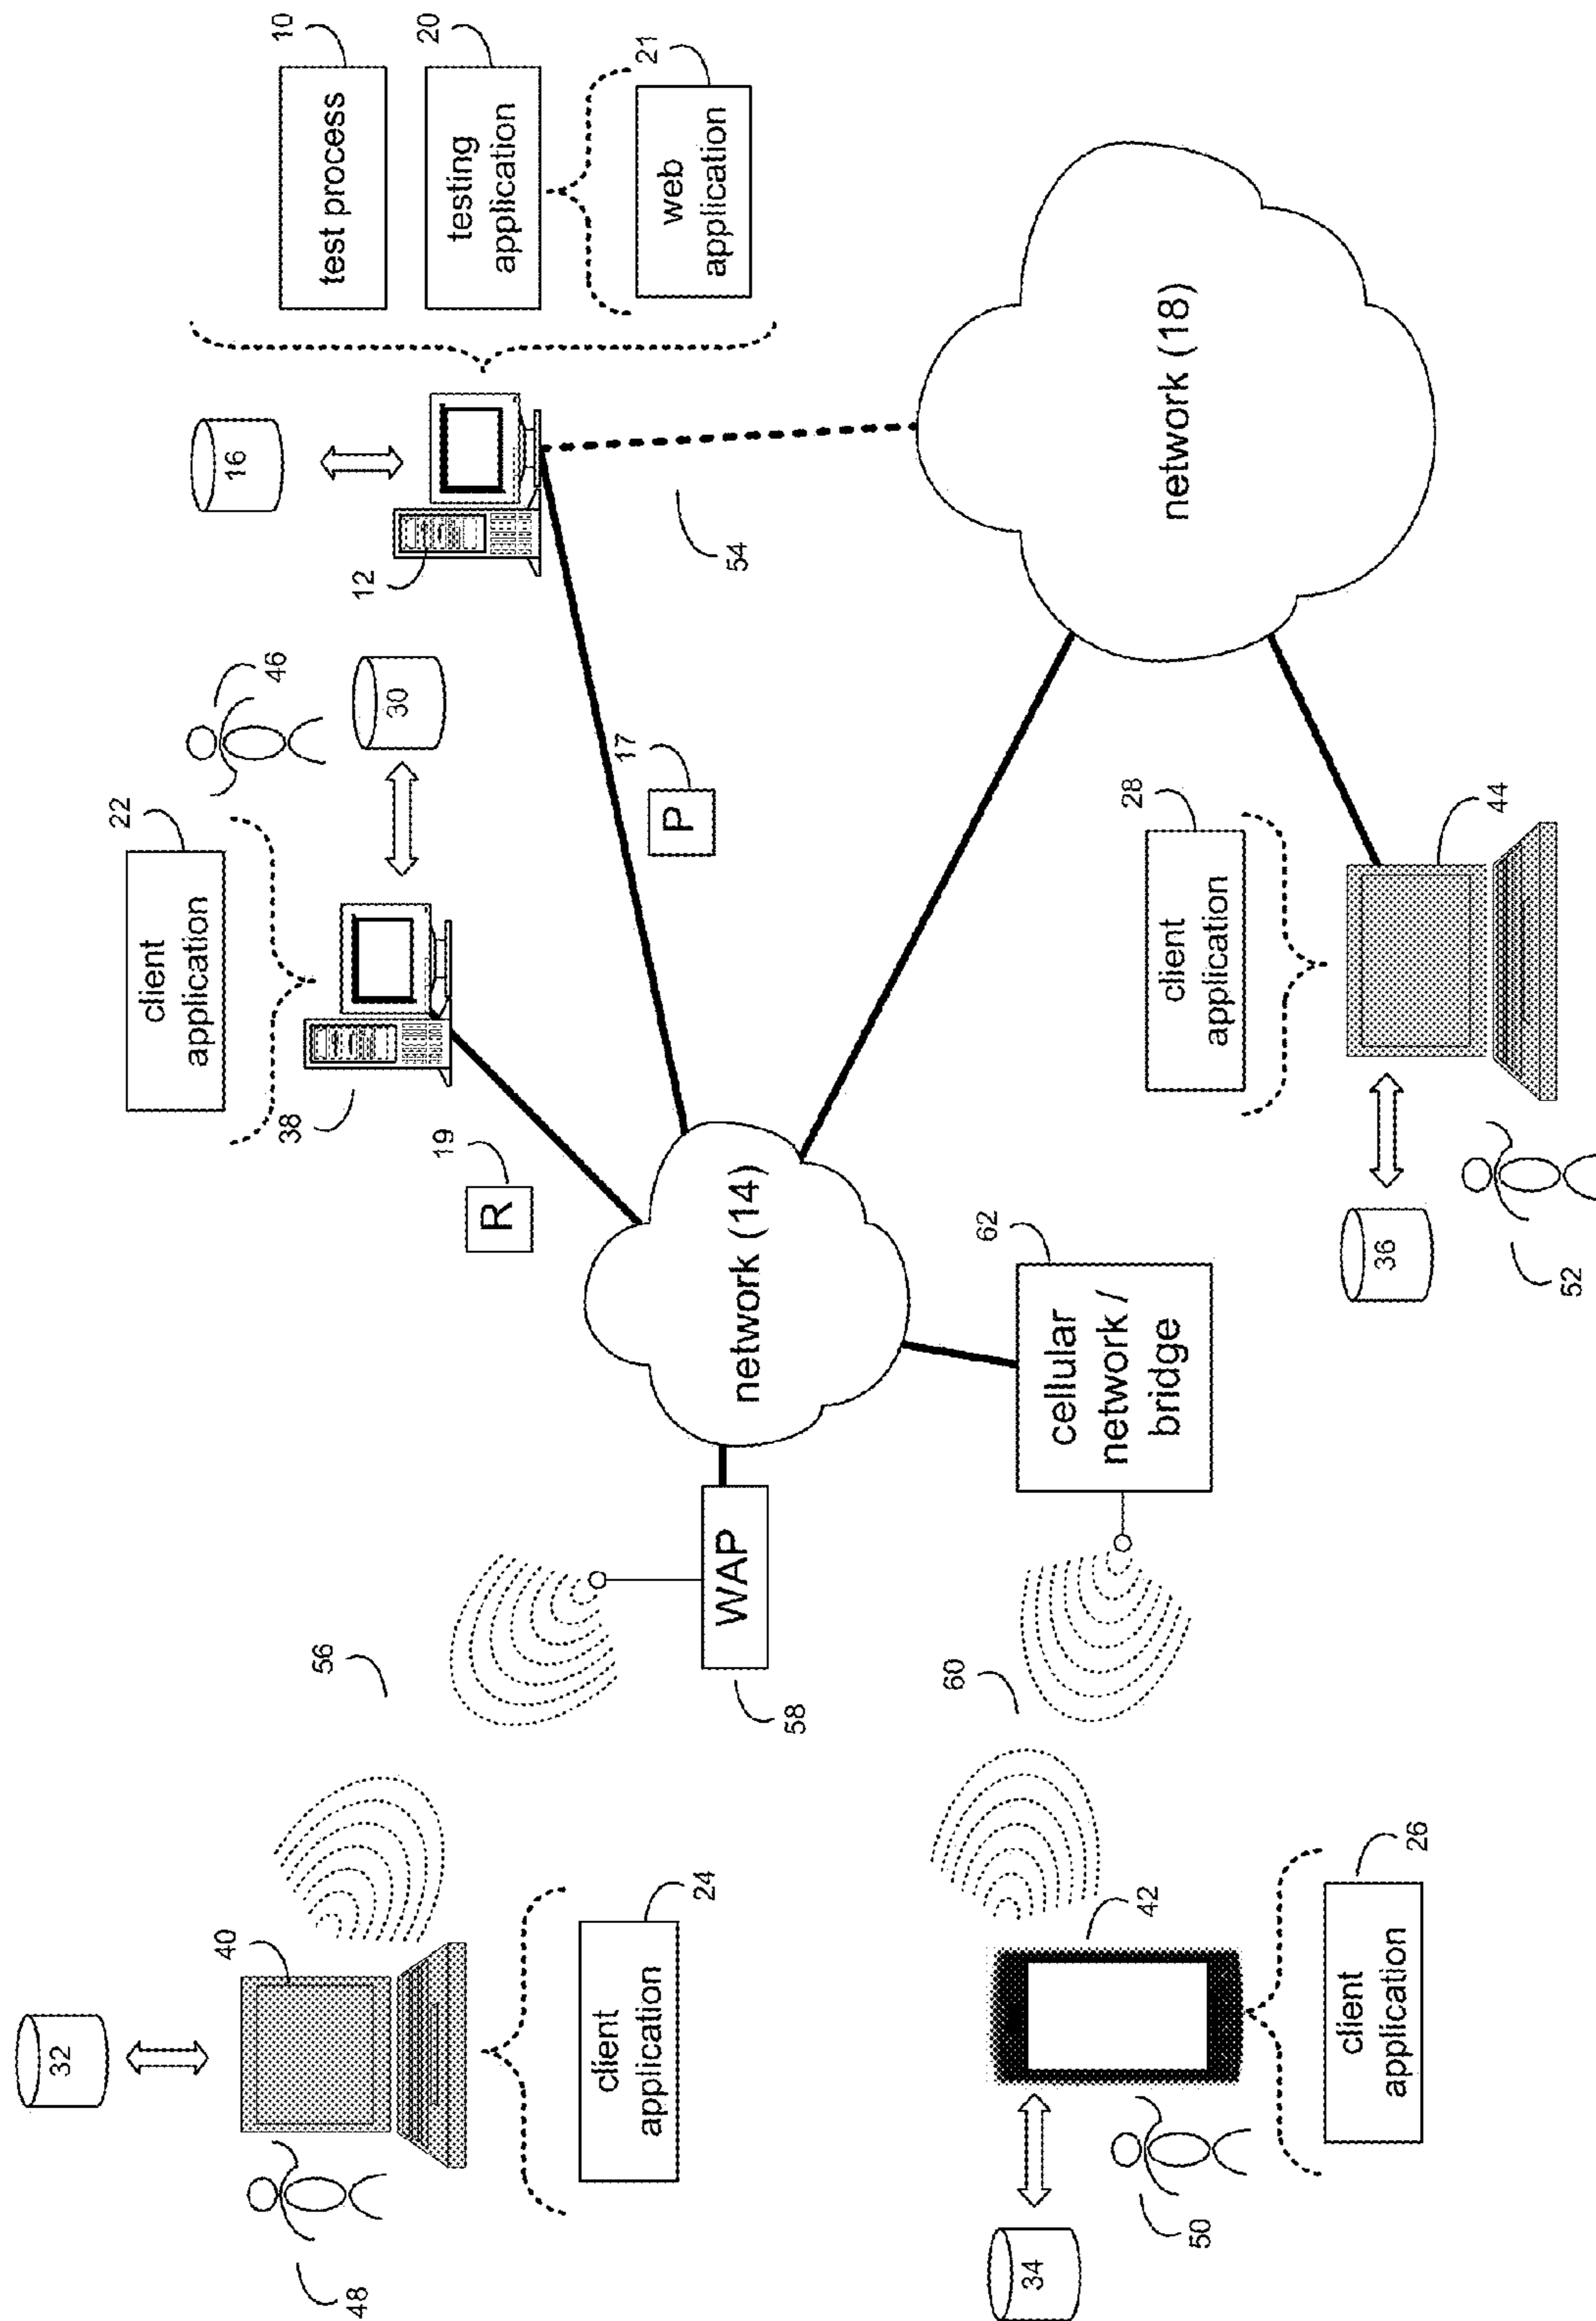 32
40
48
client
application
24
56
WAP
58
34
42
50
client
application
26
60
cellular
network /
bridge
62
network (14)
client
application
22
38
46
30
R
19
P
17
16
12
test process
10
testing
application
20
web
application
21
54
network (18)
client
application
28
44
36
52